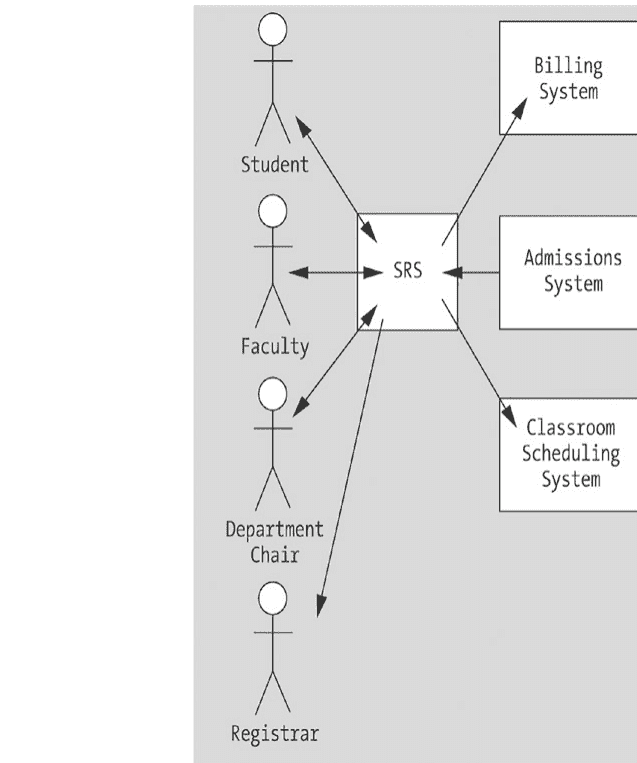 Student
Faculty
Department
Chair
Registrar
SRS
Billing
System
Admissions
System
Classroom
Scheduling
System